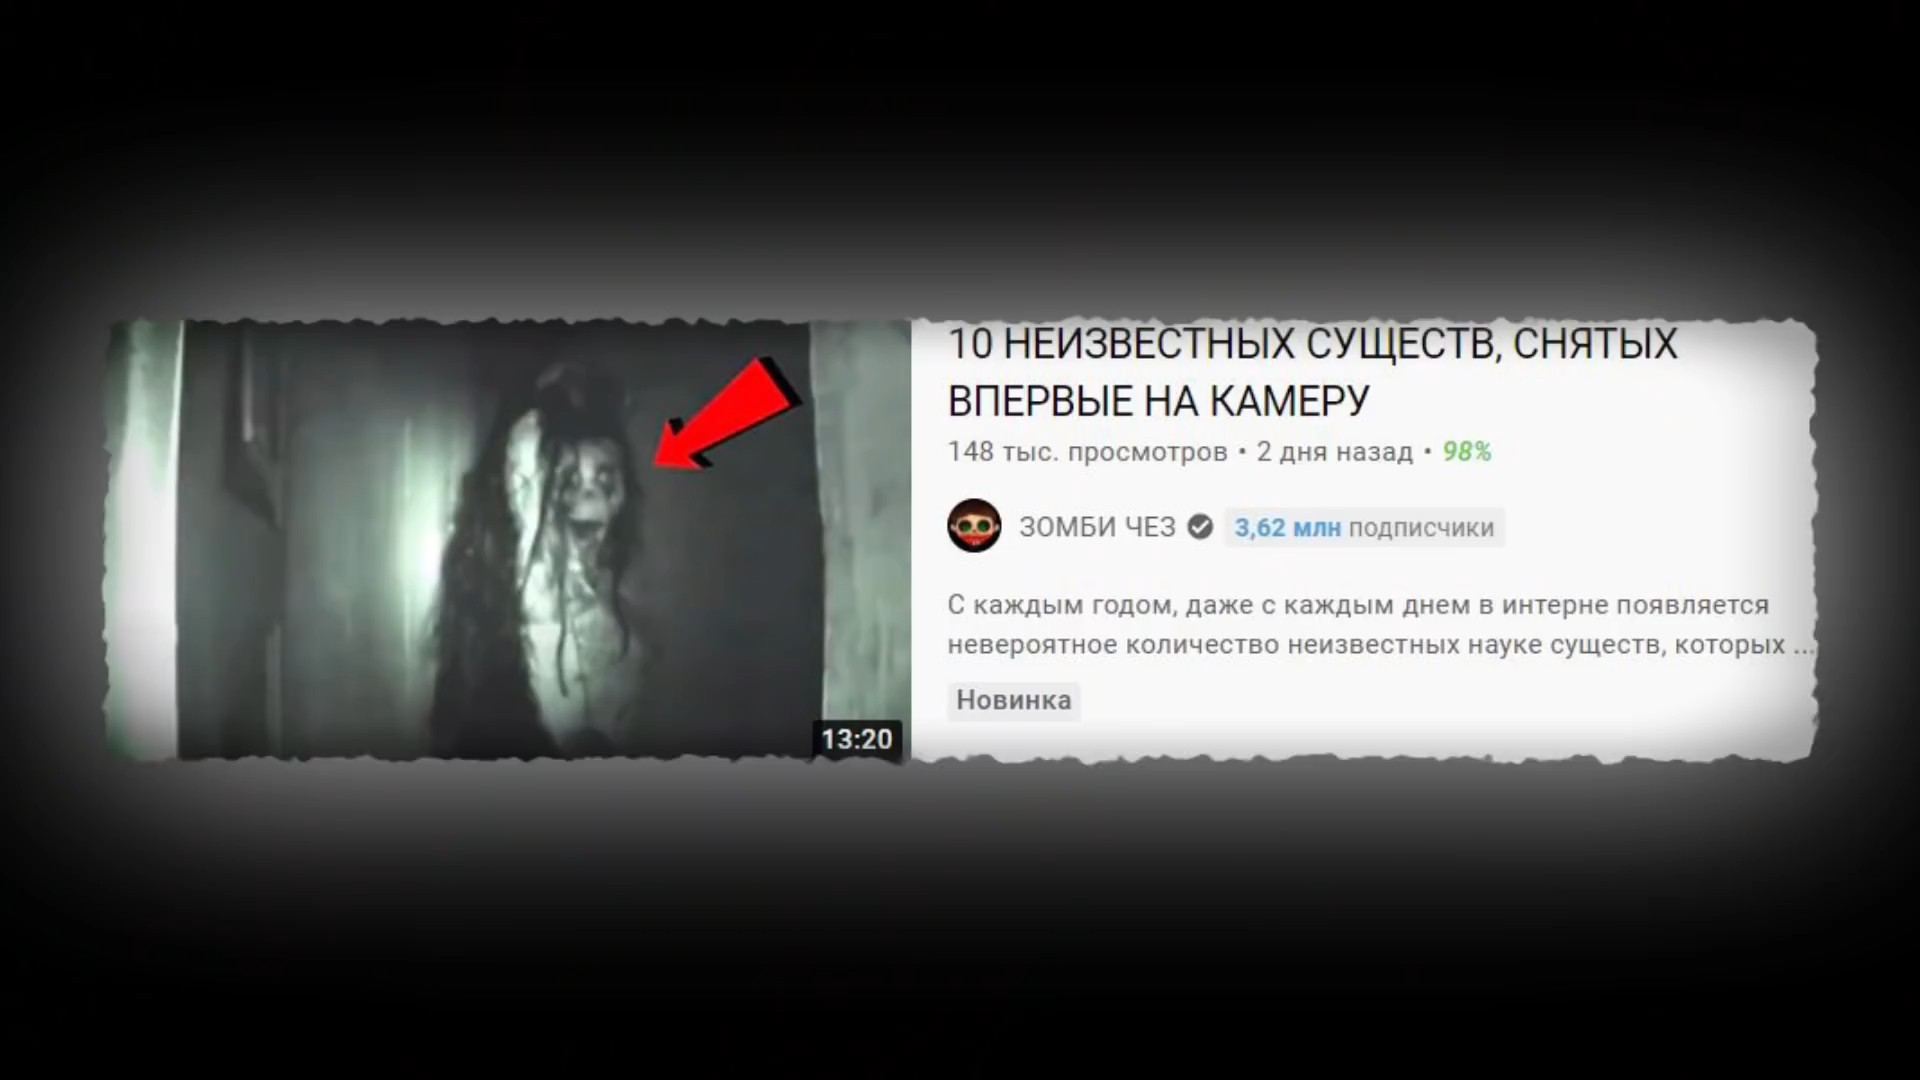 10 НЕИЗВЕСТНЫХ СУЩЕСТВ, СНЯТЫХ
ВПЕРВЫЕ НА КАМЕРУ
148 тыс. просмотров • 2 дня назад • 98%
ЗОМБИ ЧЕЗ 3,62 млн подписчики
С каждым годом, даже с каждым днем в интерне появляется
невероятное количество неизвестных науке существ, которых ...
Новинка
13:20